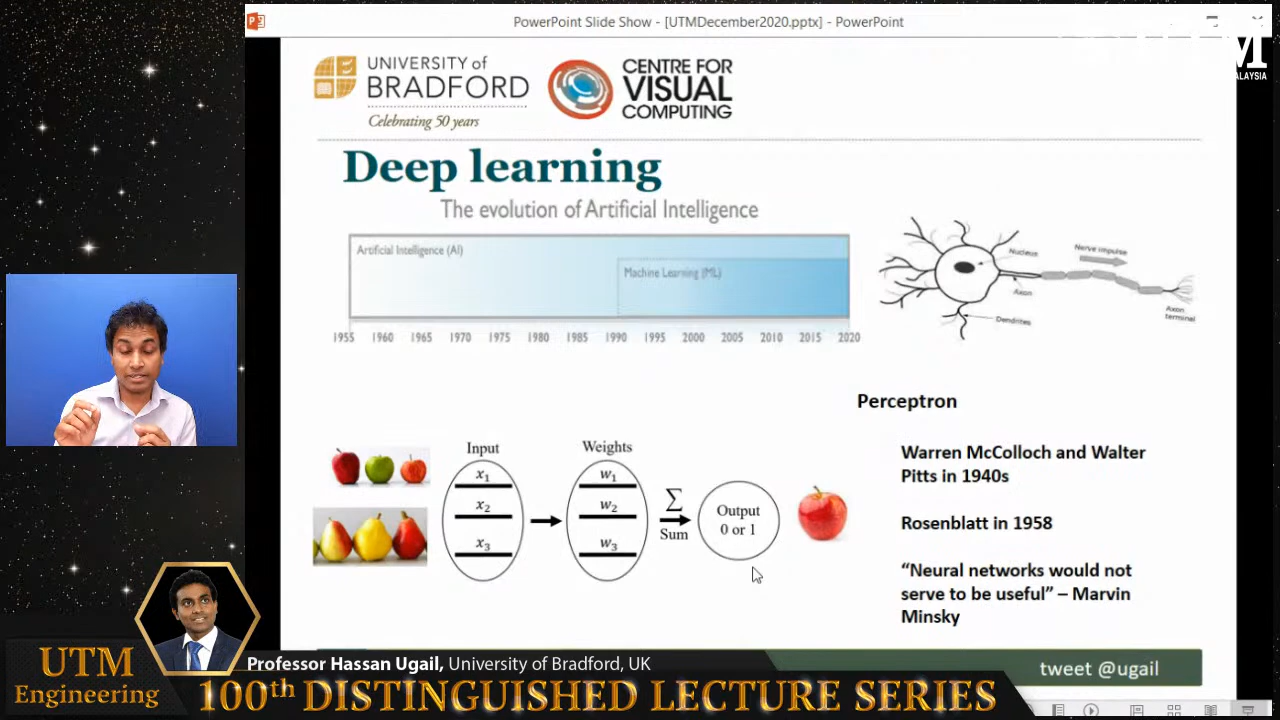 PowerPoint Slide Show - [UTMDecember2020.pptx] - PowerPoint
MALAYSIA
UNIVERSITY of
BRADFORD
Celebrating 50 years
CENTRE FOR
VISUAL
COMPUTING
Deep learning
The evolution of Artificial Intelligence
Artificial Intelligence (AI)
Machine Learning (ML)
1955 1960 1965 1970 1975 1980 1985 1990 1995 2000 2005 2010 2015 2020
Nucleus
Nerve impulse
Axon
Dendrites
Axon
terminal
Perceptron
Input
Weights
x₁
x₂
x₃
w₁
w₂
w₃
∑
Sum
Output
0 or 1
Warren McColloch and Walter
Pitts in 1940s
Rosenblatt in 1958
“Neural networks would not
serve to be useful” – Marvin
Minsky
tweet @ugail
UTM
Engineering
Professor Hassan Ugail, University of Bradford, UK
100th DISTINGUISHED LECTURE SERIES